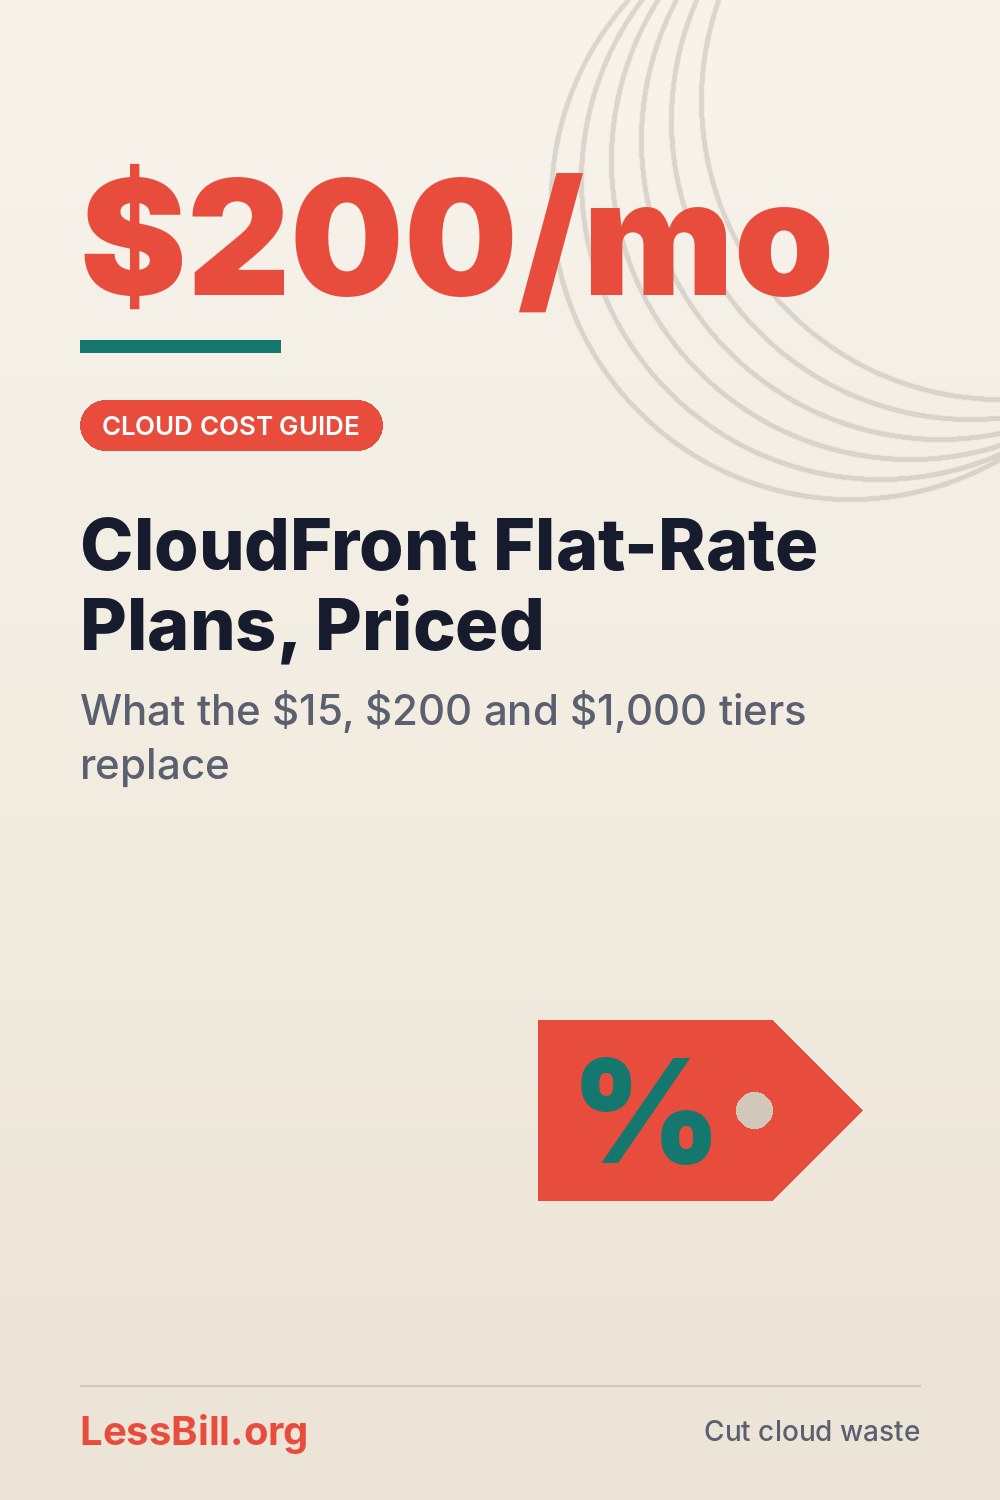 $200/mo
CLOUD COST GUIDE
CloudFront Flat-Rate
Plans, Priced
What the $15, $200 and $1,000 tiers
replace
%
LessBill.org
Cut cloud waste